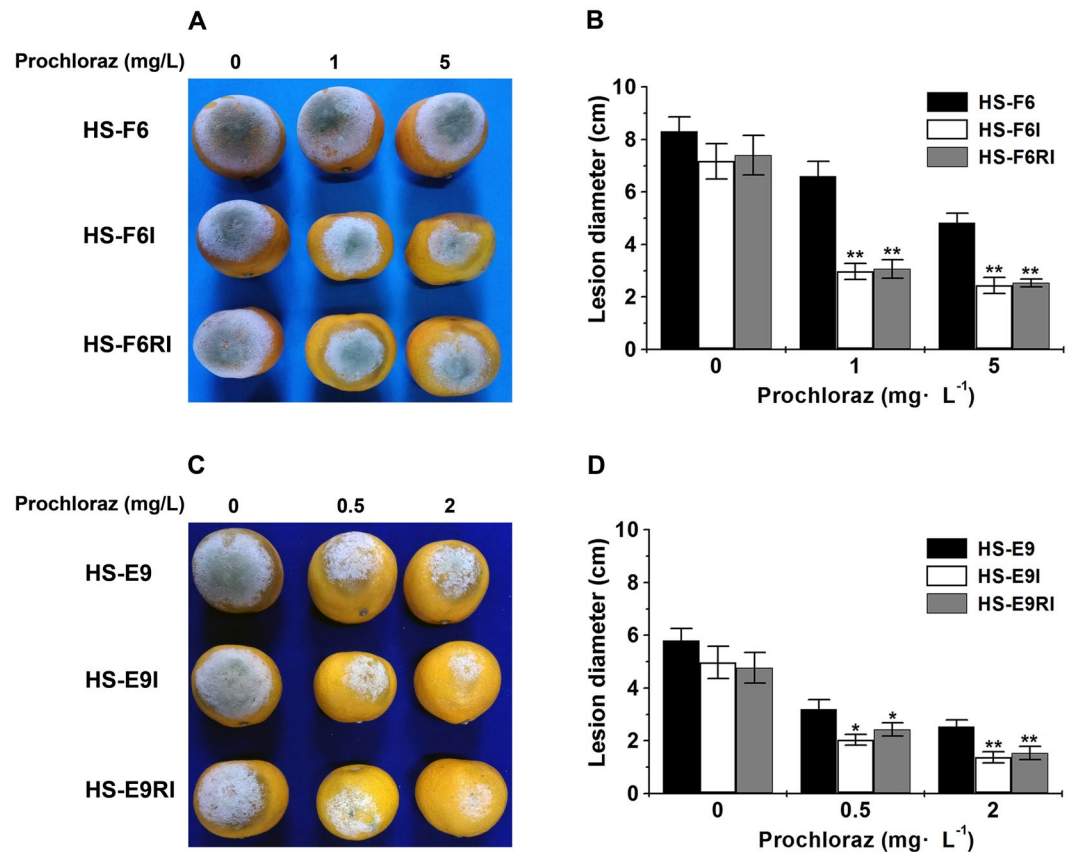 A
Prochloraz (mg/L) 0 1 5
HS-F6
HS-F6I
HS-F6RI
B
10
8
6
4
2
0
Lesion diameter (cm)
HS-F6
HS-F6I
HS-F6RI
** **
** **
0 1 5
Prochloraz (mg· L⁻¹)
C
Prochloraz (mg/L) 0 0.5 2
HS-E9
HS-E9I
HS-E9RI
D
10
8
6
4
2
0
Lesion diameter (cm)
HS-E9
HS-E9I
HS-E9RI
* *
** **
0 0.5 2
Prochloraz (mg· L⁻¹)